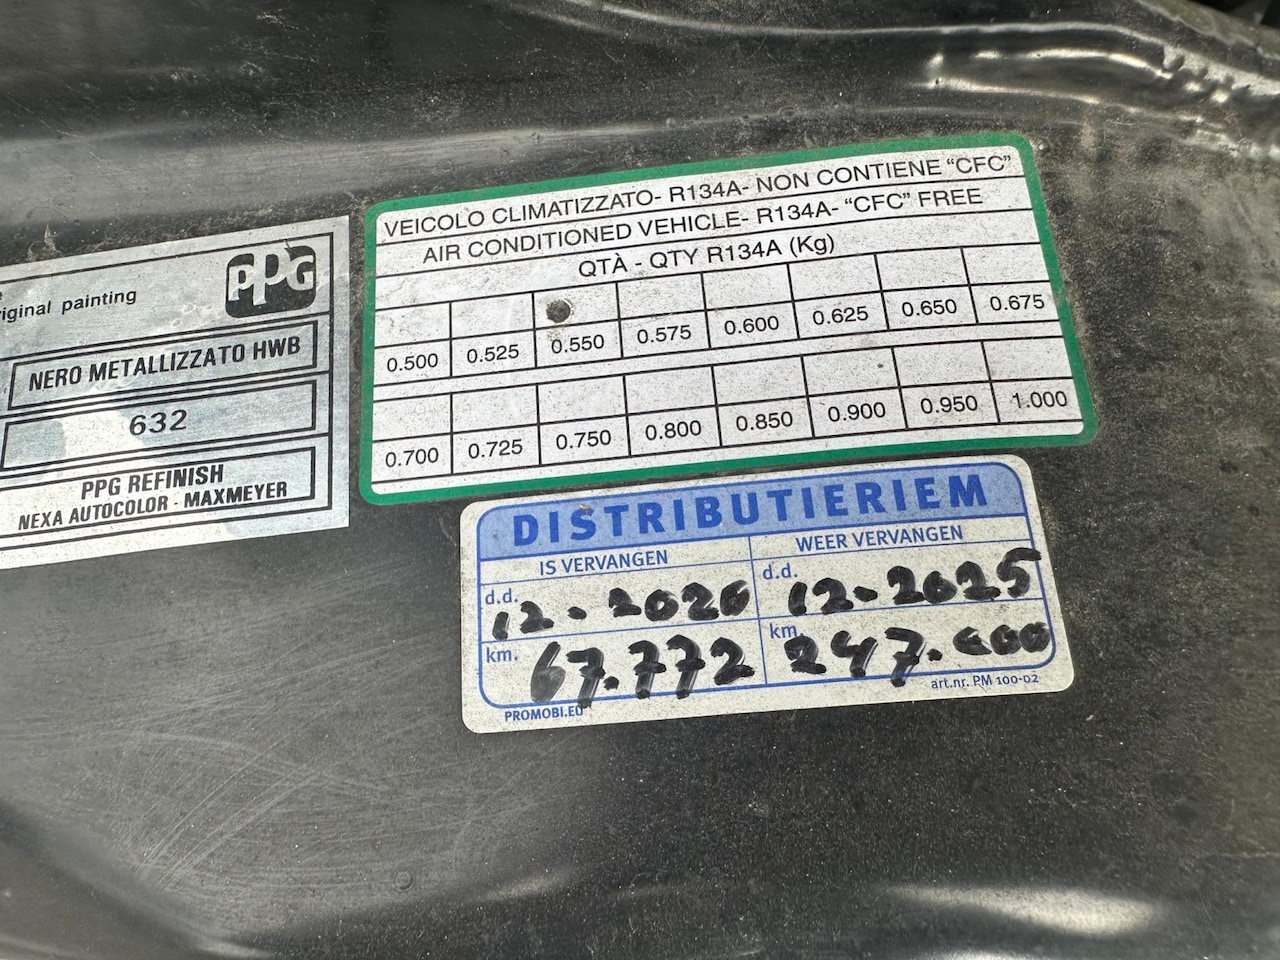 original painting
PPG
NERO METALLIZZATO HWB
632
PPG REFINISH
NEXA AUTOCOLOR - MAXMEYER
VEICOLO CLIMATIZZATO- R134A- NON CONTIENE “CFC”
AIR CONDITIONED VEHICLE- R134A- “CFC” FREE
QTÀ - QTY R134A (Kg)
0.500 0.525 0.550 0.575 0.600 0.625 0.650 0.675
0.700 0.725 0.750 0.800 0.850 0.900 0.950 1.000
DISTRIBUTIERIEM
IS VERVANGEN WEER VERVANGEN
d.d. 12-2020 d.d. 12-2025
km. 67.772 km. 247.000
PROMOBI.EU art.nr. PM 100-02